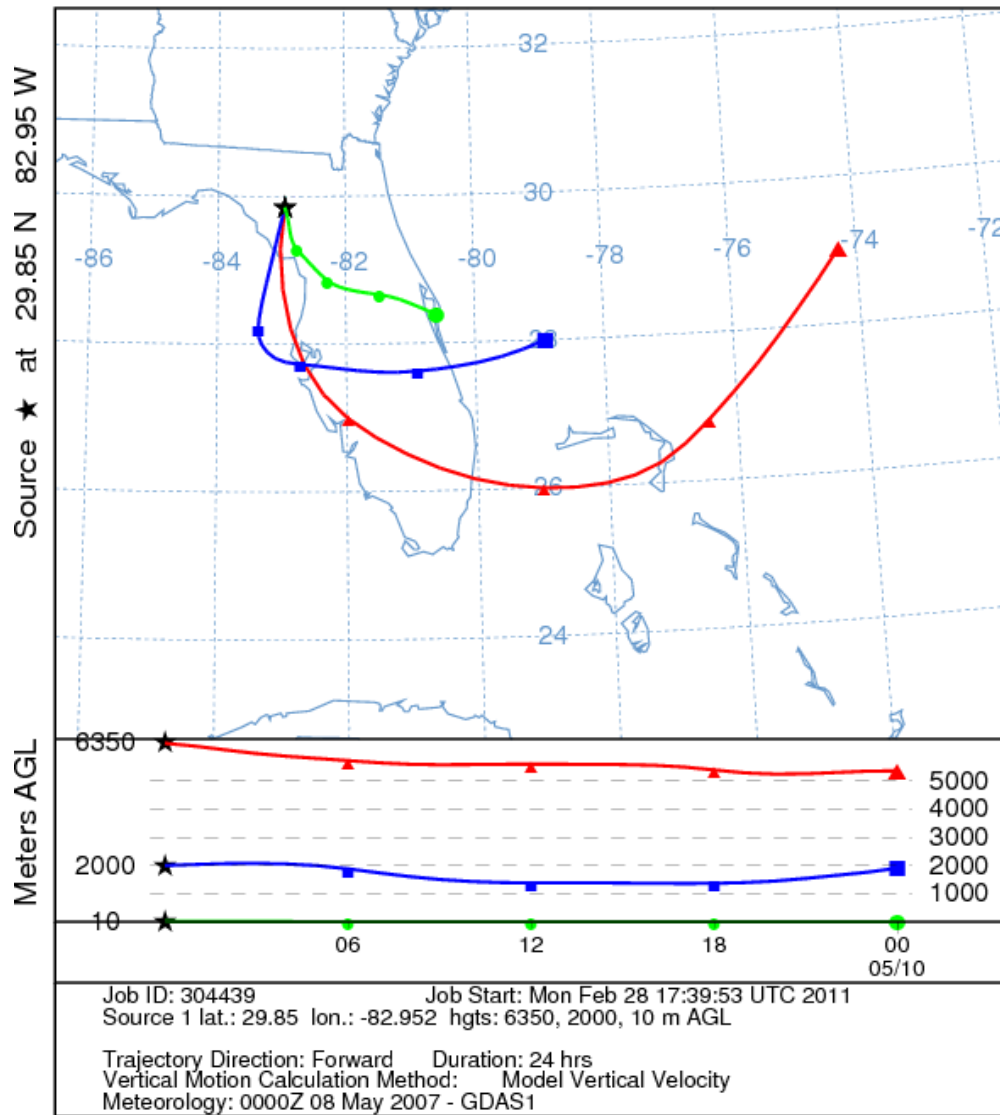 Source ★ at 29.85 N 82.95 W
32
30
-86
-84
-82
-80
-78
-76
-74
-72
28
26
24
Meters AGL
6350
2000
10
5000
4000
3000
2000
1000
06 12 18 00
05/10
Job ID: 304439 Job Start: Mon Feb 28 17:39:53 UTC 2011
Source 1 lat.: 29.85 lon.: -82.952 hgts: 6350, 2000, 10 m AGL
Trajectory Direction: Forward Duration: 24 hrs
Vertical Motion Calculation Method: Model Vertical Velocity
Meteorology: 0000Z 08 May 2007 - GDAS1